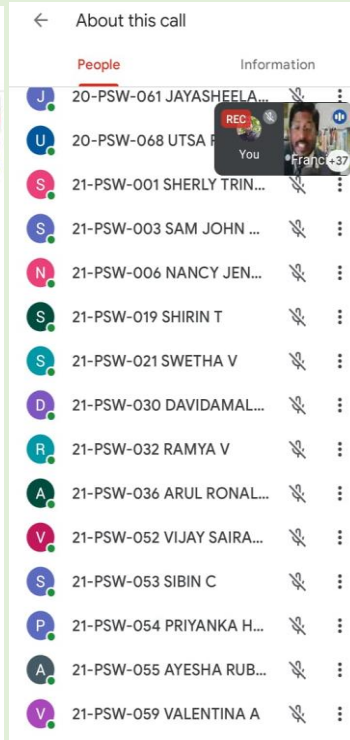 ← About this call
People Information
J 20-PSW-061 JAYASHEELA...
REC
U 20-PSW-068 UTSA
You Franci +37
S 21-PSW-001 SHERLY TRIN...
S 21-PSW-003 SAM JOHN ...
N 21-PSW-006 NANCY JEN...
S 21-PSW-019 SHIRIN T
S 21-PSW-021 SWETHA V
D 21-PSW-030 DAVIDAMAL...
R 21-PSW-032 RAMYA V
A 21-PSW-036 ARUL RONAL...
V 21-PSW-052 VIJAY SAIRA...
S 21-PSW-053 SIBIN C
P 21-PSW-054 PRIYANKA H...
A 21-PSW-055 AYESHA RUB...
V 21-PSW-059 VALENTINA A